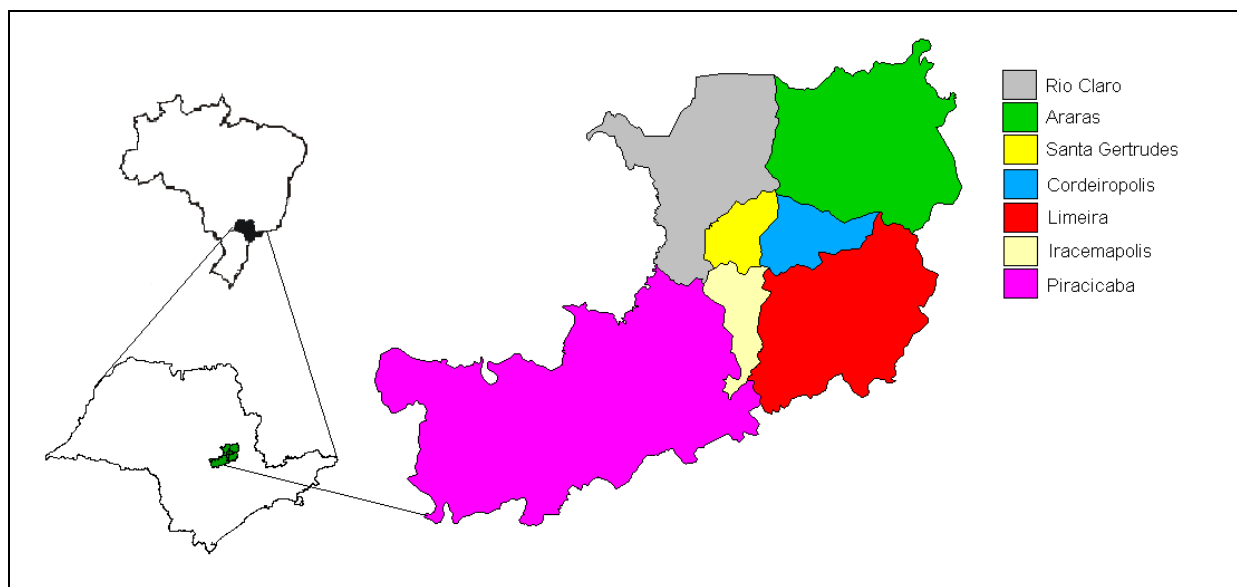 Rio Claro
Araras
Santa Gertrudes
Cordeiropolis
Limeira
Iracemapolis
Piracicaba